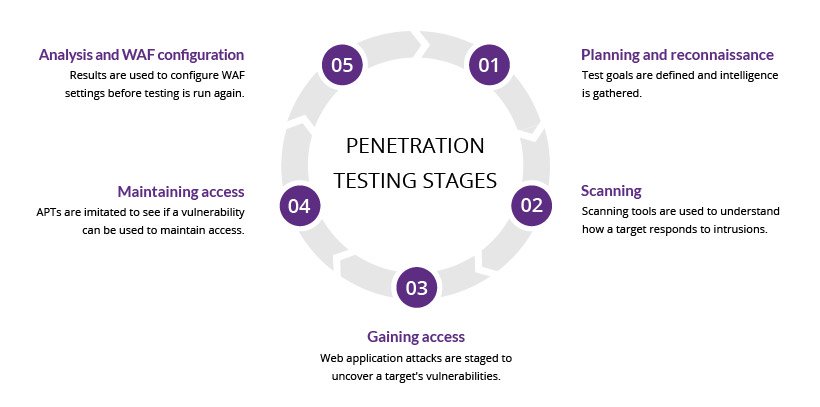 PENETRATION
TESTING STAGES
01
Planning and reconnaissance
Test goals are defined and intelligence
is gathered.
02
Scanning
Scanning tools are used to understand
how a target responds to intrusions.
03
Gaining access
Web application attacks are staged to
uncover a target's vulnerabilities.
04
Maintaining access
APTs are imitated to see if a vulnerability
can be used to maintain access.
05
Analysis and WAF configuration
Results are used to configure WAF
settings before testing is run again.